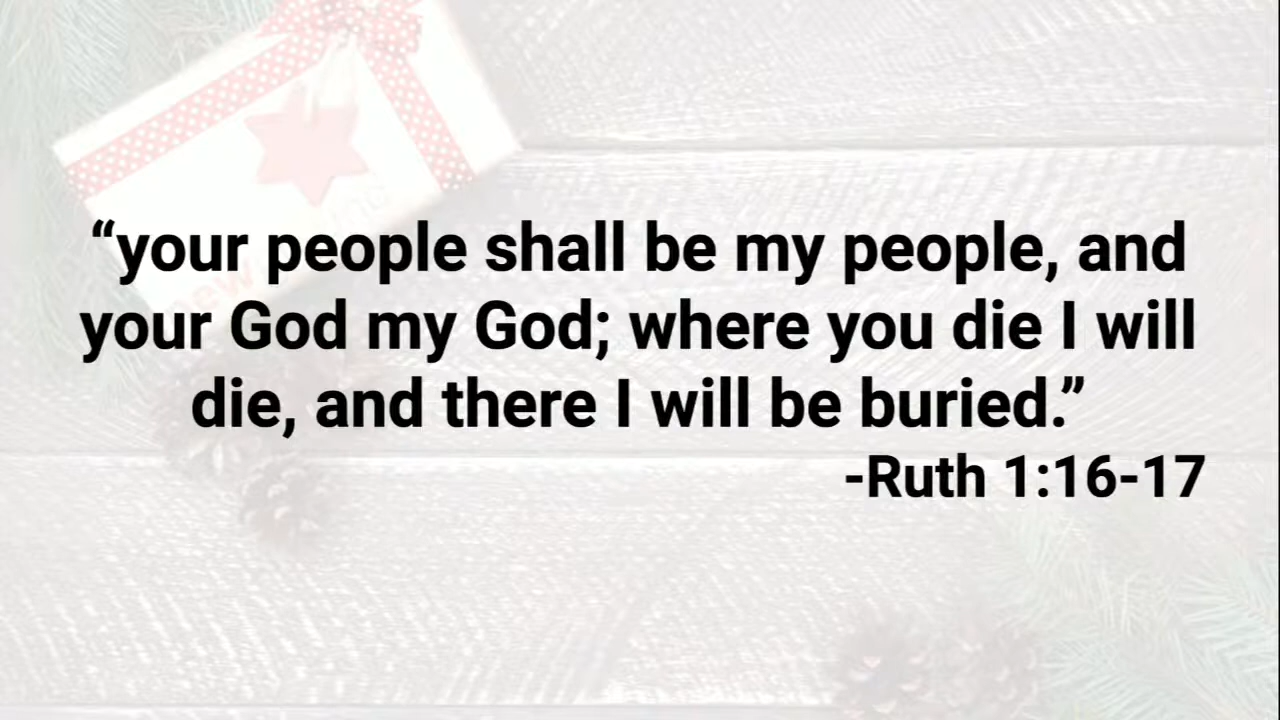 “your people shall be my people, and
your God my God; where you die I will
die, and there I will be buried.”
-Ruth 1:16-17